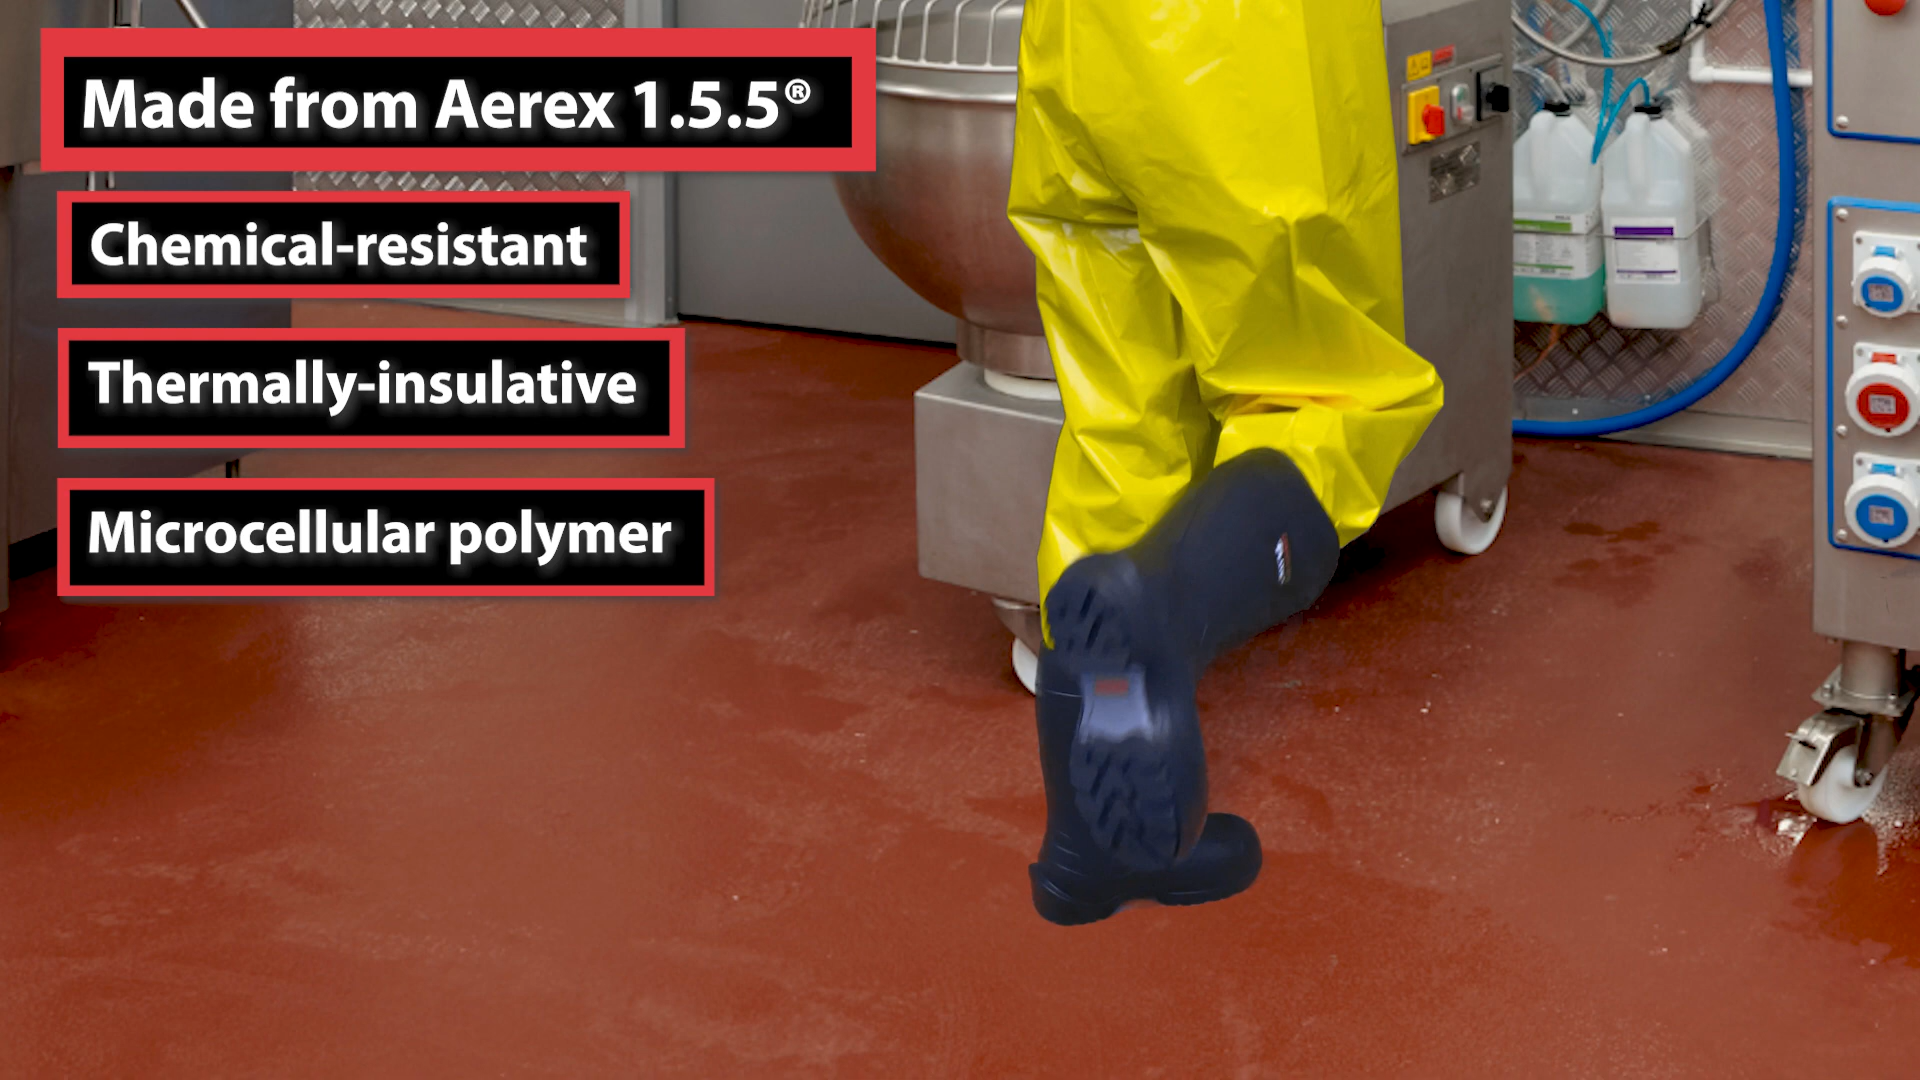 Made from Aerex 1.5.5®
Chemical-resistant
Thermally-insulative
Microcellular polymer